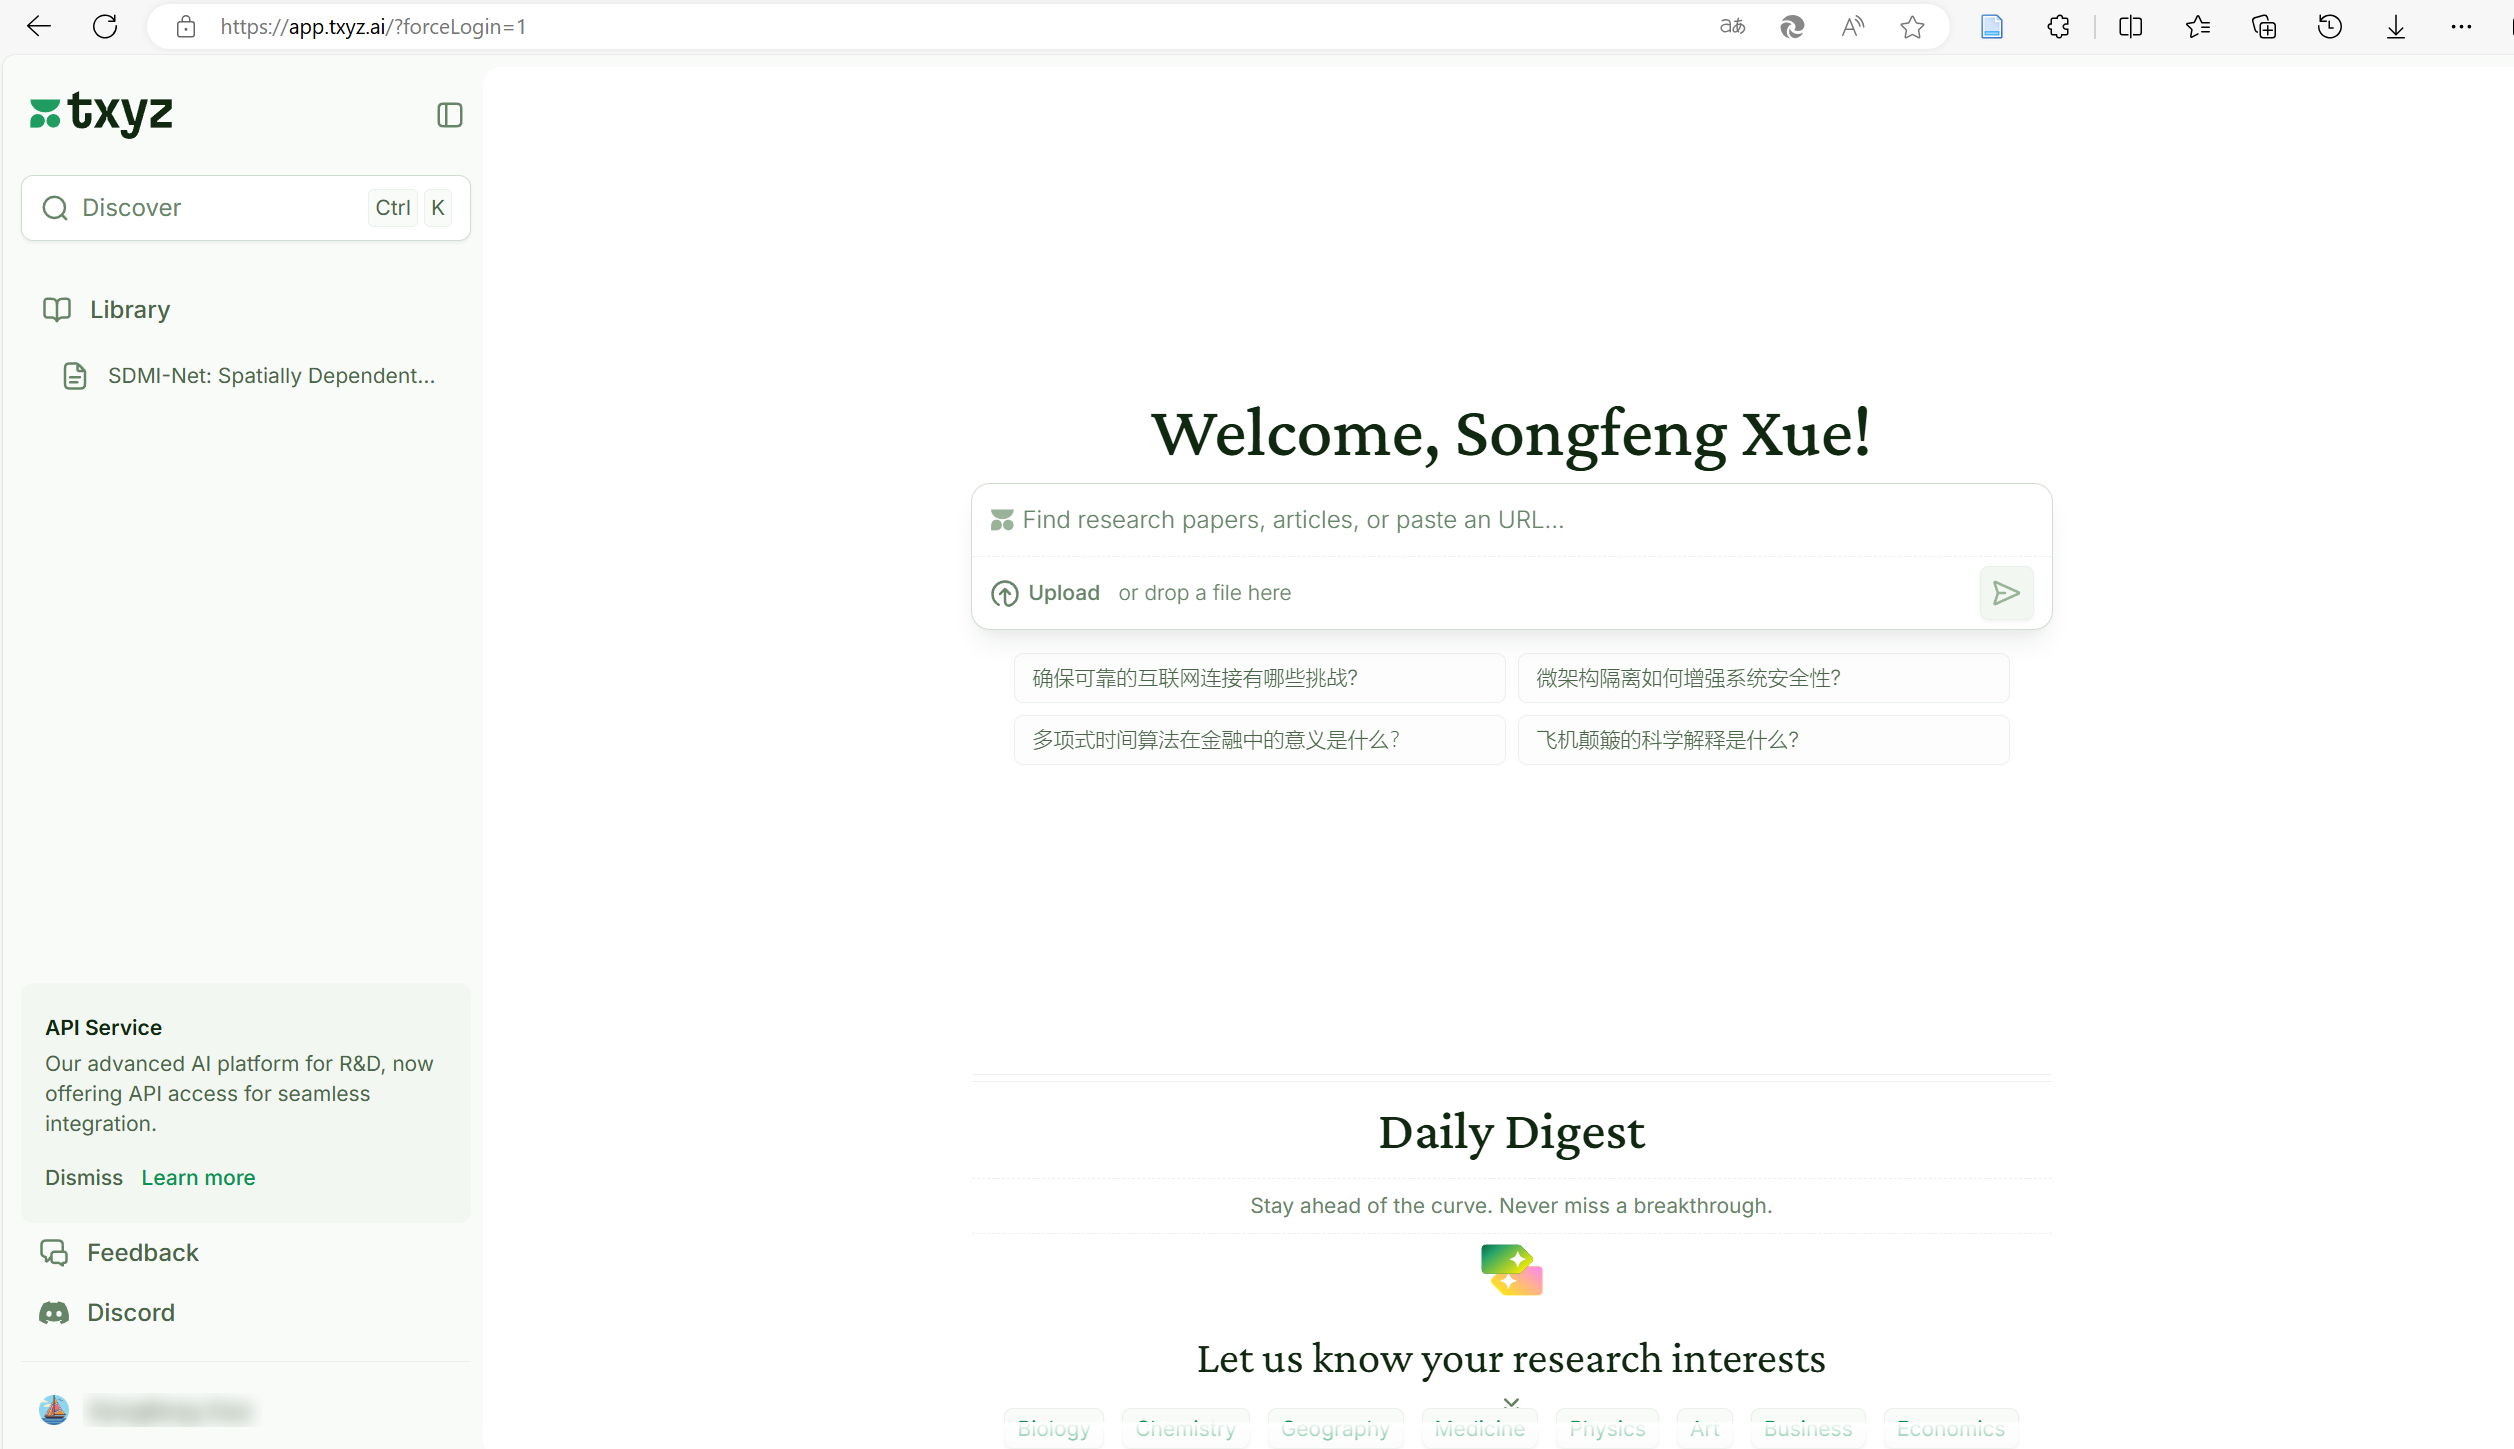 https://app.txyz.ai/?forceLogin=1
txyz
Discover
Ctrl K
Library
SDMI-Net: Spatially Dependent...
Welcome, Songfeng Xue!
Find research papers, articles, or paste an URL...
Upload or drop a file here
确保可靠的互联网连接有哪些挑战?
微架构隔离如何增强系统安全性?
多项式时间算法在金融中的意义是什么?
飞机颠簸的科学解释是什么?
API Service
Our advanced AI platform for R&D, now
offering API access for seamless
integration.
Dismiss Learn more
Feedback
Discord
Daily Digest
Stay ahead of the curve. Never miss a breakthrough.
Let us know your research interests
Biology Chemistry Geography Medicine Physics Art Business Economics